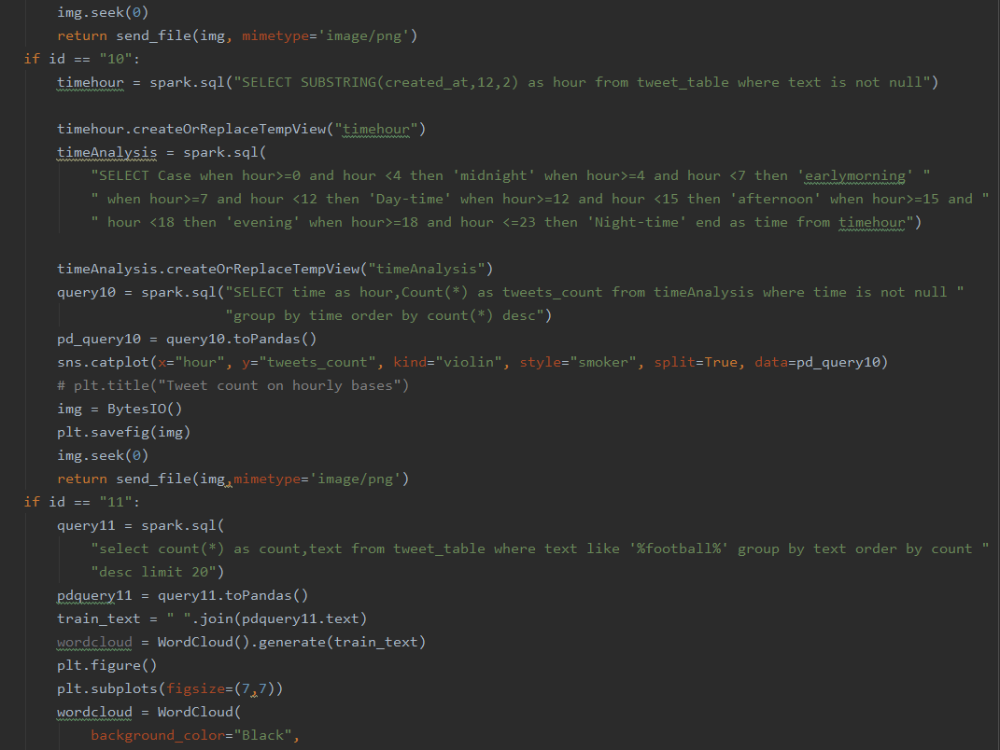 img.seek(0)
return send_file(img, mimetype='image/png')
if id == "10":
timehour = spark.sql("SELECT SUBSTRING(created_at,12,2) as hour from tweet_table where text is not null")
timehour.createOrReplaceTempView("timehour")
timeAnalysis = spark.sql(
"SELECT Case when hour>=0 and hour <4 then 'midnight' when hour>=4 and hour <7 then 'earlymorning' "
" when hour>=7 and hour <12 then 'Day-time' when hour>=12 and hour <15 then 'afternoon' when hour>=15 and "
" hour <18 then 'evening' when hour>=18 and hour <=23 then 'Night-time' end as time from timehour")
timeAnalysis.createOrReplaceTempView("timeAnalysis")
query10 = spark.sql("SELECT time as hour,Count(*) as tweets_count from timeAnalysis where time is not null "
"group by time order by count(*) desc")
pd_query10 = query10.toPandas()
sns.catplot(x="hour", y="tweets_count", kind="violin", style="smoker", split=True, data=pd_query10)
# plt.title("Tweet count on hourly bases")
img = BytesIO()
plt.savefig(img)
img.seek(0)
return send_file(img,mimetype='image/png')
if id == "11":
query11 = spark.sql(
"select count(*) as count,text from tweet_table where text like '%football%' group by text order by count "
"desc limit 20")
pdquery11 = query11.toPandas()
train_text = " ".join(pdquery11.text)
wordcloud = WordCloud().generate(train_text)
plt.figure()
plt.subplots(figsize=(7,7))
wordcloud = WordCloud(
background_color="Black",